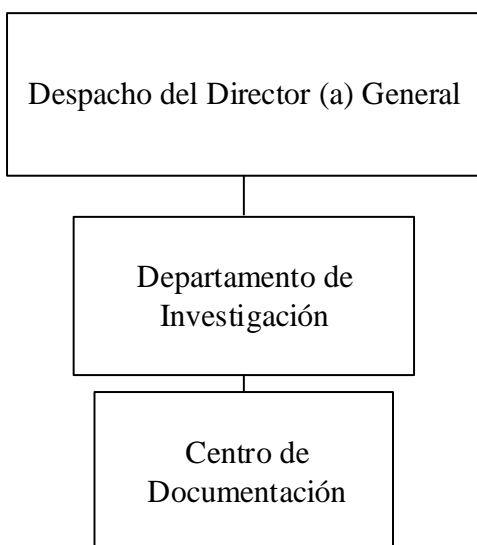 Despacho del Director (a) General
Departamento de
Investigación
Centro de
Documentación